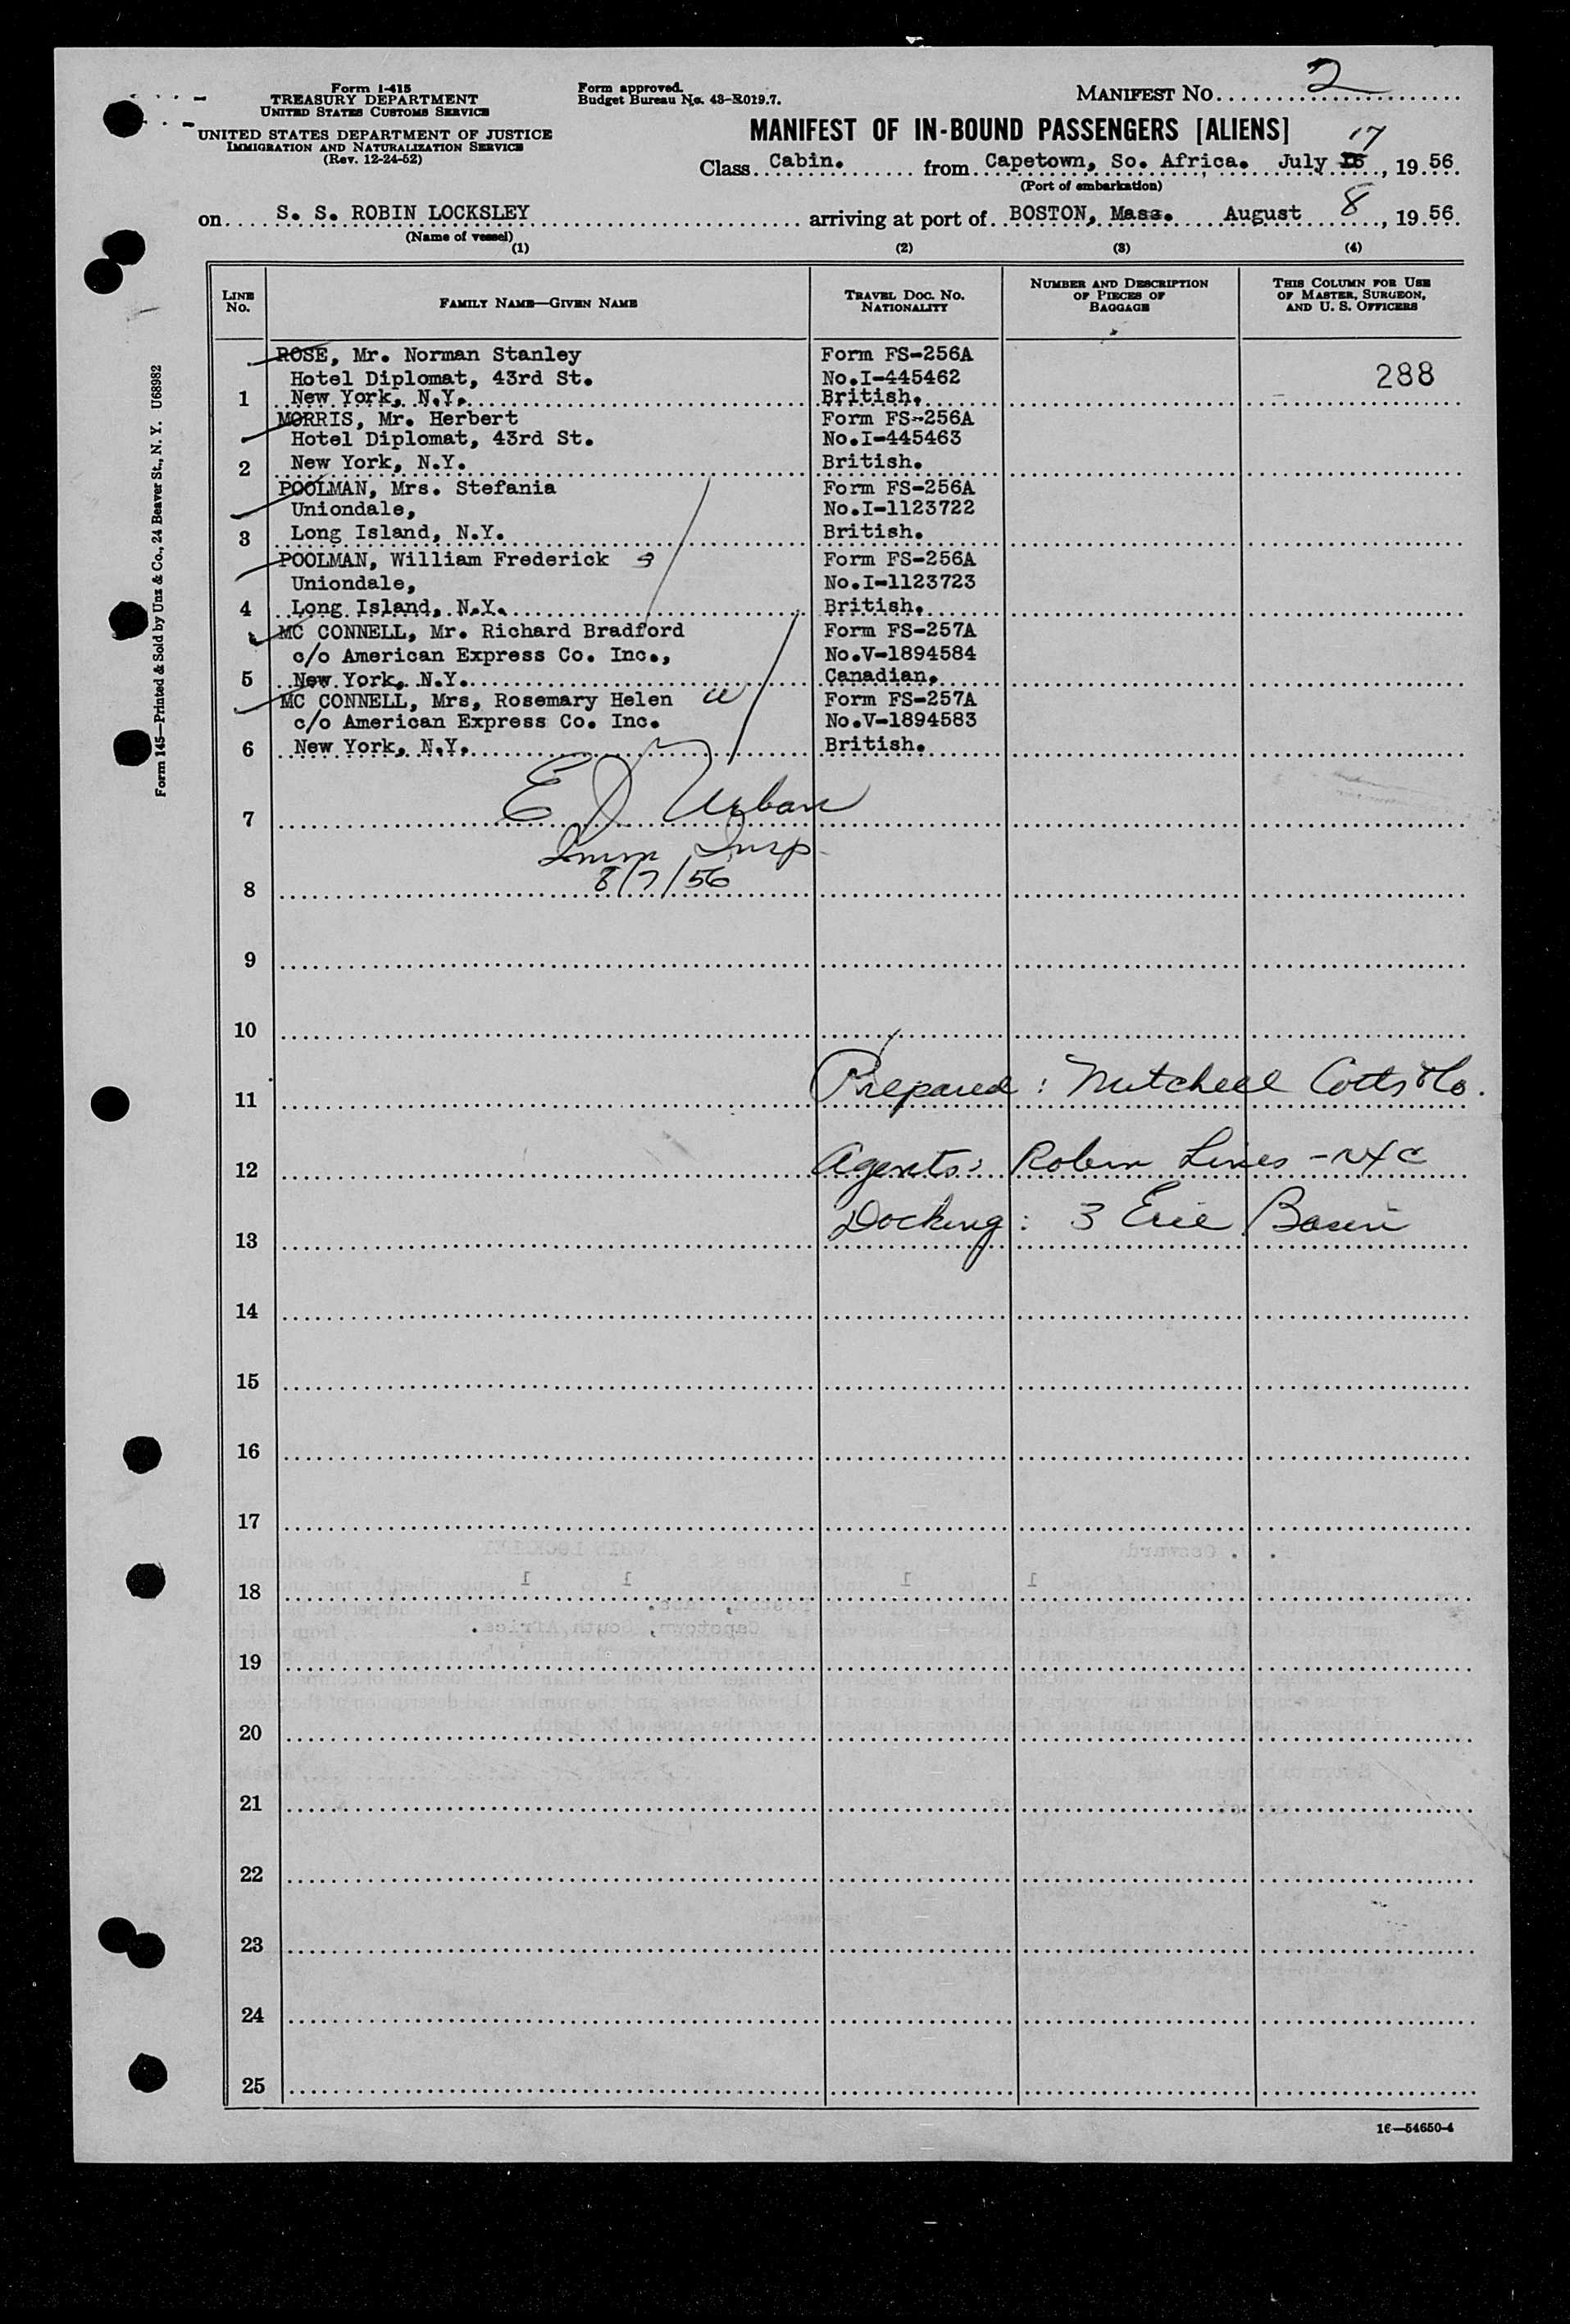 Form I-415
TREASURY DEPARTMENT
UNITED STATES CUSTOMS SERVICE
UNITED STATES DEPARTMENT OF JUSTICE
IMMIGRATION AND NATURALIZATION SERVICE
(Rev. 12-24-52)
Form approved.
Budget Bureau No. 43-R019.7.
MANIFEST No. 2
MANIFEST OF IN-BOUND PASSENGERS [ALIENS]
17
Class Cabin. from Capetown, So. Africa. July , 19 56.
(Port of embarkation)
on S. S. ROBIN LOCKSLEY arriving at port of BOSTON, Mass. August 8, 19 56.
(Name of vessel)
(1) (2) (3) (4)
LINE No. FAMILY NAME—GIVEN NAME TRAVEL DOC. NO. NATIONALITY NUMBER AND DESCRIPTION OF PIECES OF BAGGAGE THIS COLUMN FOR USE OF MASTER, SURGEON, AND U. S. OFFICERS
ROSE, Mr. Norman Stanley Form FS-256A
Hotel Diplomat, 43rd St. No.I-445462 288
1 New York, N.Y. British.
MORRIS, Mr. Herbert Form FS-256A
Hotel Diplomat, 43rd St. No.I-445463
2 New York, N.Y. British.
POOLMAN, Mrs. Stefania Form FS-256A
Uniondale, No.I-1123722
3 Long Island, N.Y. British.
POOLMAN, William Frederick Form FS-256A
Uniondale, No.I-1123723
4 Long Island, N.Y. British.
MC CONNELL, Mr. Richard Bradford Form FS-257A
c/o American Express Co. Inc., No.V-1894584
5 New York, N.Y. Canadian.
MC CONNELL, Mrs, Rosemary Helen Form FS-257A
c/o American Express Co. Inc. No.V-1894583
6 New York, N.Y. British.
7 E J Urban
Imm Insp
8 8/7/56
9
10
11 Prepared: Mitchell Cotts & Co.
12 Agents: Robin Lines - NYC
13 Docking: 3 Erie Basin
14
15
16
17
18
19
20
21
22
23
24
25
16—54650-4
Form 145—Printed & Sold by Unz & Co., 24 Beaver St., N. Y. U68982